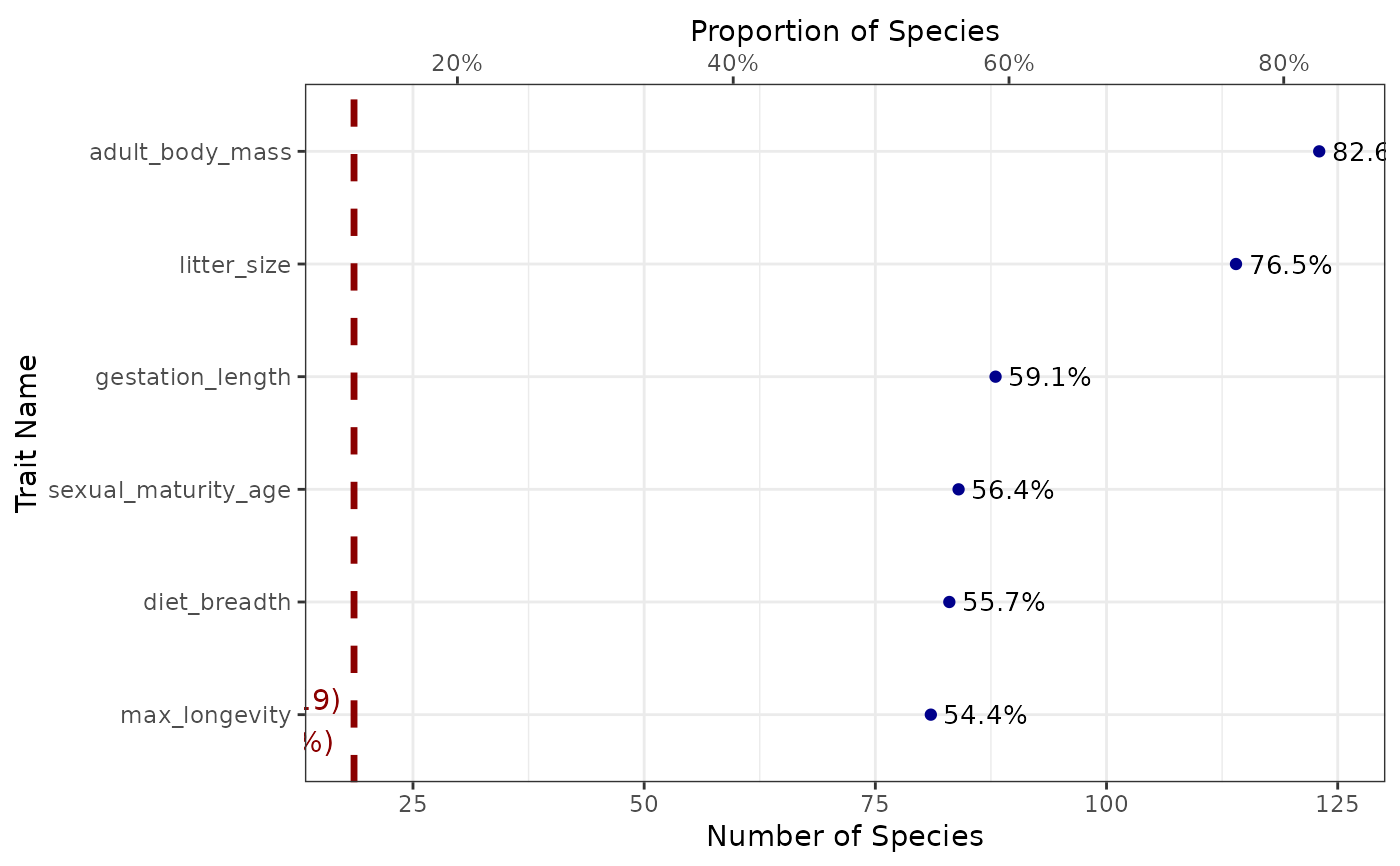 Proportion of Species
20% 40% 60% 80%
adult_body_mass 82.6
litter_size 76.5%
gestation_length 59.1%
sexual_maturity_age 56.4%
diet_breadth 55.7%
.9)
max_longevity 54.4%
%)
25 50 75 100 125
Number of Species
Trait Name